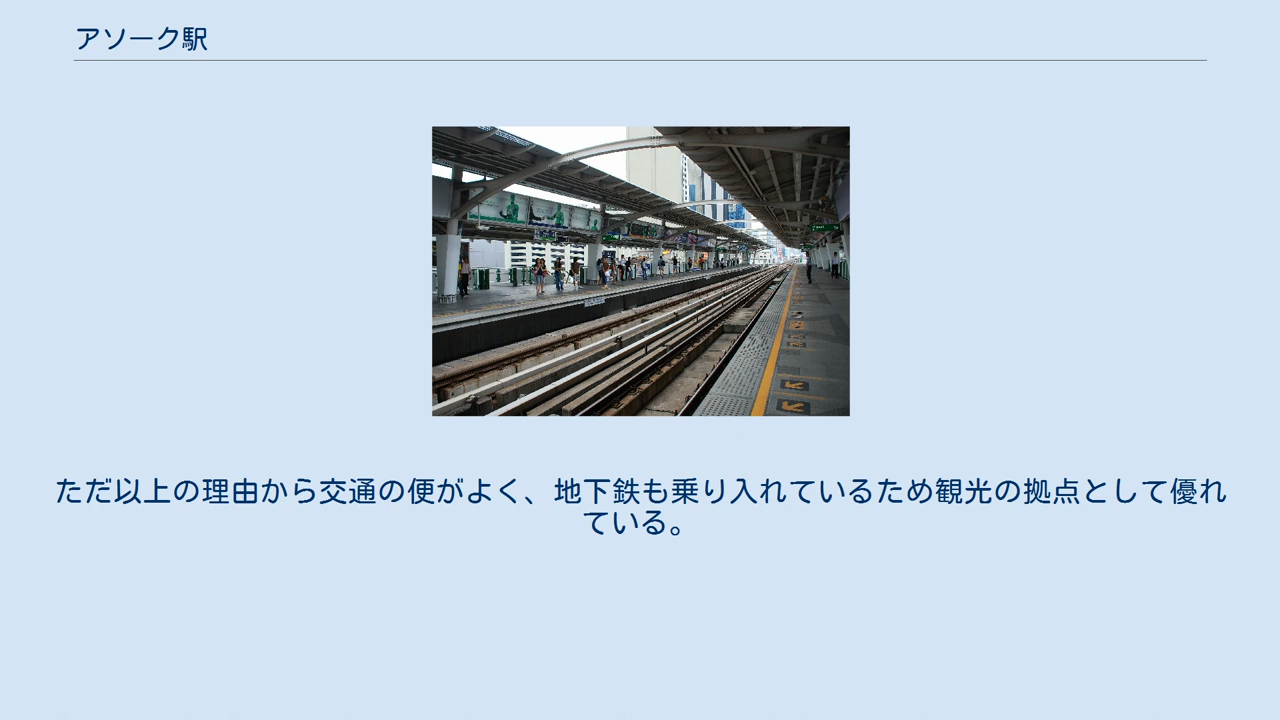 アソーク駅
ただ以上の理由から交通の便がよく、地下鉄も乗り入れているため観光の拠点として優れ
ている。